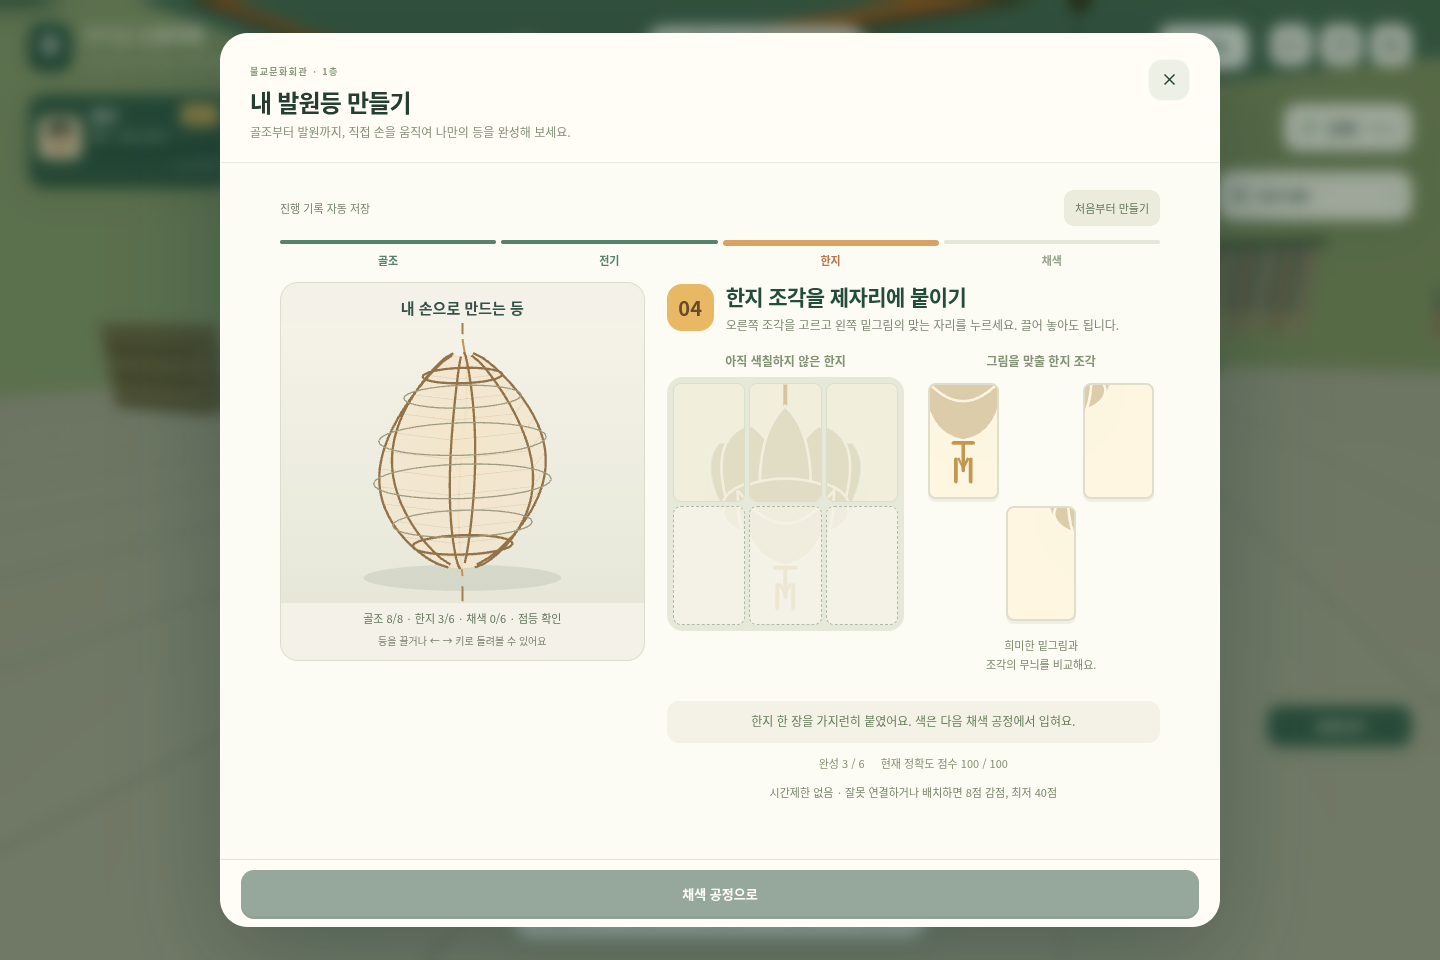 불교문화회관 · 1층
내 발원등 만들기
골조부터 발원까지, 직접 손을 움직여 나만의 등을 완성해 보세요.
진행 기록 자동 저장
처음부터 만들기
골조
전기
한지
채색
내 손으로 만드는 등
골조 8/8 · 한지 3/6 · 채색 0/6 · 점등 확인
등을 끌거나 ← → 키로 돌려볼 수 있어요
04
한지 조각을 제자리에 붙이기
오른쪽 조각을 고르고 왼쪽 밑그림의 맞는 자리를 누르세요. 끌어 놓아도 됩니다.
아직 색칠하지 않은 한지
그림을 맞출 한지 조각
희미한 밑그림과
조각의 무늬를 비교해요.
한지 한 장을 가지런히 붙였어요. 색은 다음 채색 공정에서 입혀요.
완성 3 / 6 현재 정확도 점수 100 / 100
시간제한 없음 · 잘못 연결하거나 배치하면 8점 감점, 최저 40점
채색 공정으로